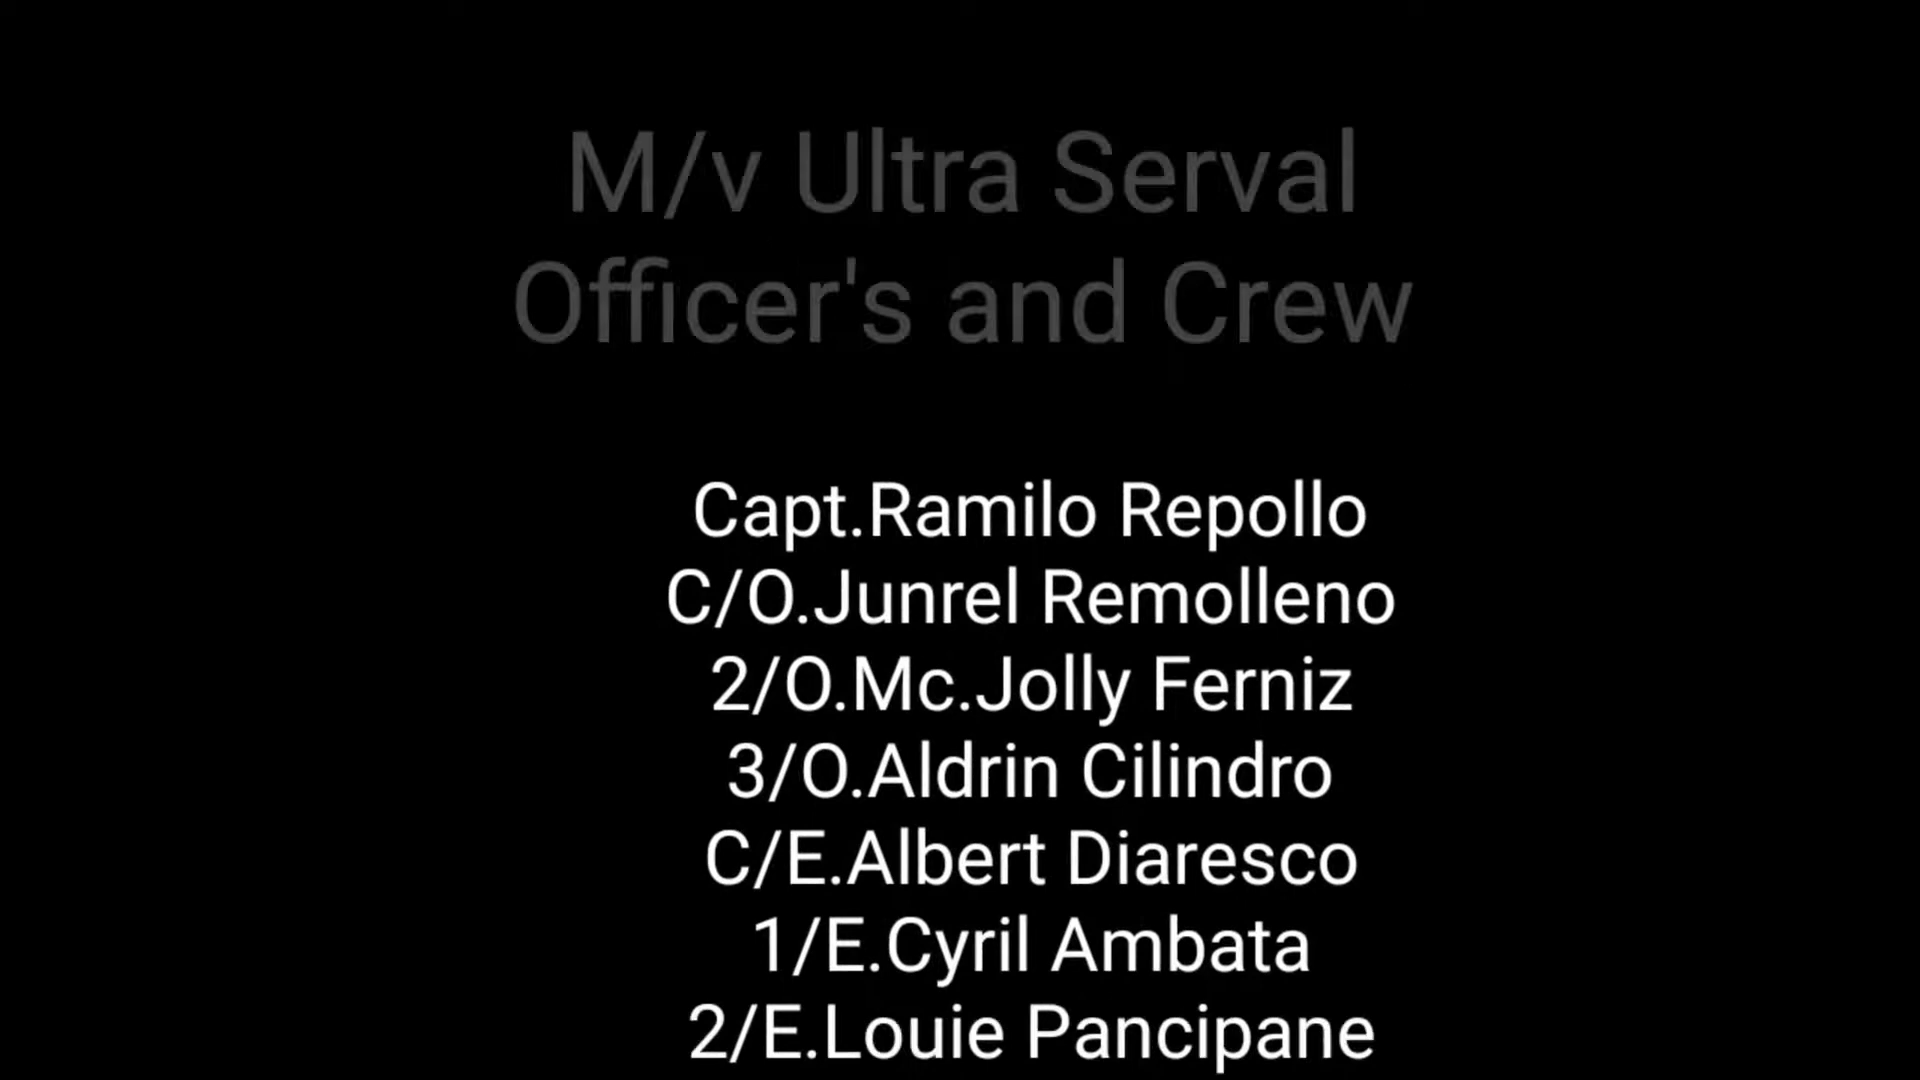 M/v Ultra Serval
Officer's and Crew
Capt.Ramilo Repollo
C/O.Junrel Remolleno
2/O.Mc.Jolly Ferniz
3/O.Aldrin Cilindro
C/E.Albert Diaresco
1/E.Cyril Ambata
2/E.Louie Pancipane